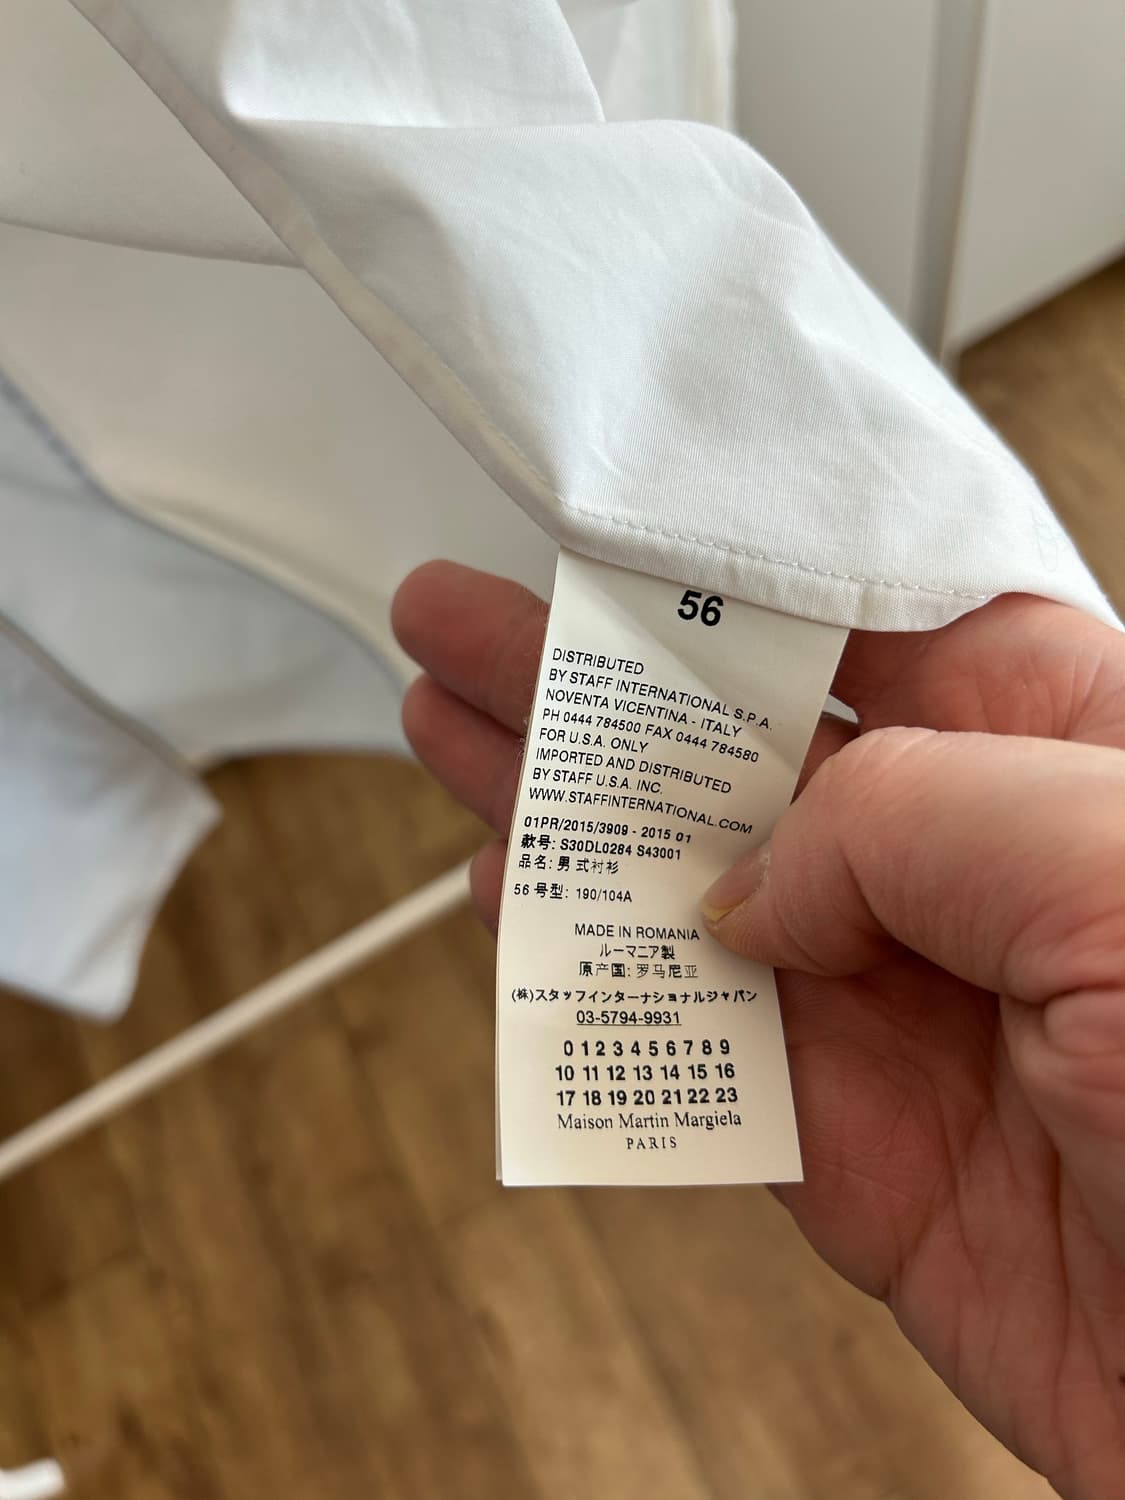 56
DISTRIBUTED
BY STAFF INTERNATIONAL S.P.A.
NOVENTA VICENTINA - ITALY
PH 0444 784500 FAX 0444 784580
FOR U.S.A. ONLY
IMPORTED AND DISTRIBUTED
BY STAFF U.S.A. INC.
WWW.STAFFINTERNATIONAL.COM
01PR/2015/3909 - 2015 01
款号: S30DL0284 S43001
品名: 男式衬衫
56 号型: 190/104A
MADE IN ROMANIA
ルーマニア製
原产国: 罗马尼亚
(株)スタッフインターナショナルジャパン
03-5794-9931
0 1 2 3 4 5 6 7 8 9
10 11 12 13 14 15 16
17 18 19 20 21 22 23
Maison Martin Margiela
PARIS